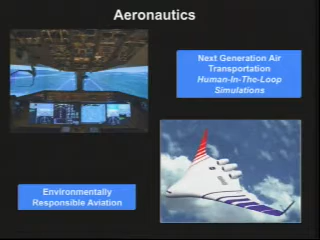 Aeronautics
Next Generation Air
Transportation
Human-In-The-Loop
Simulations
Environmentally
Responsible Aviation